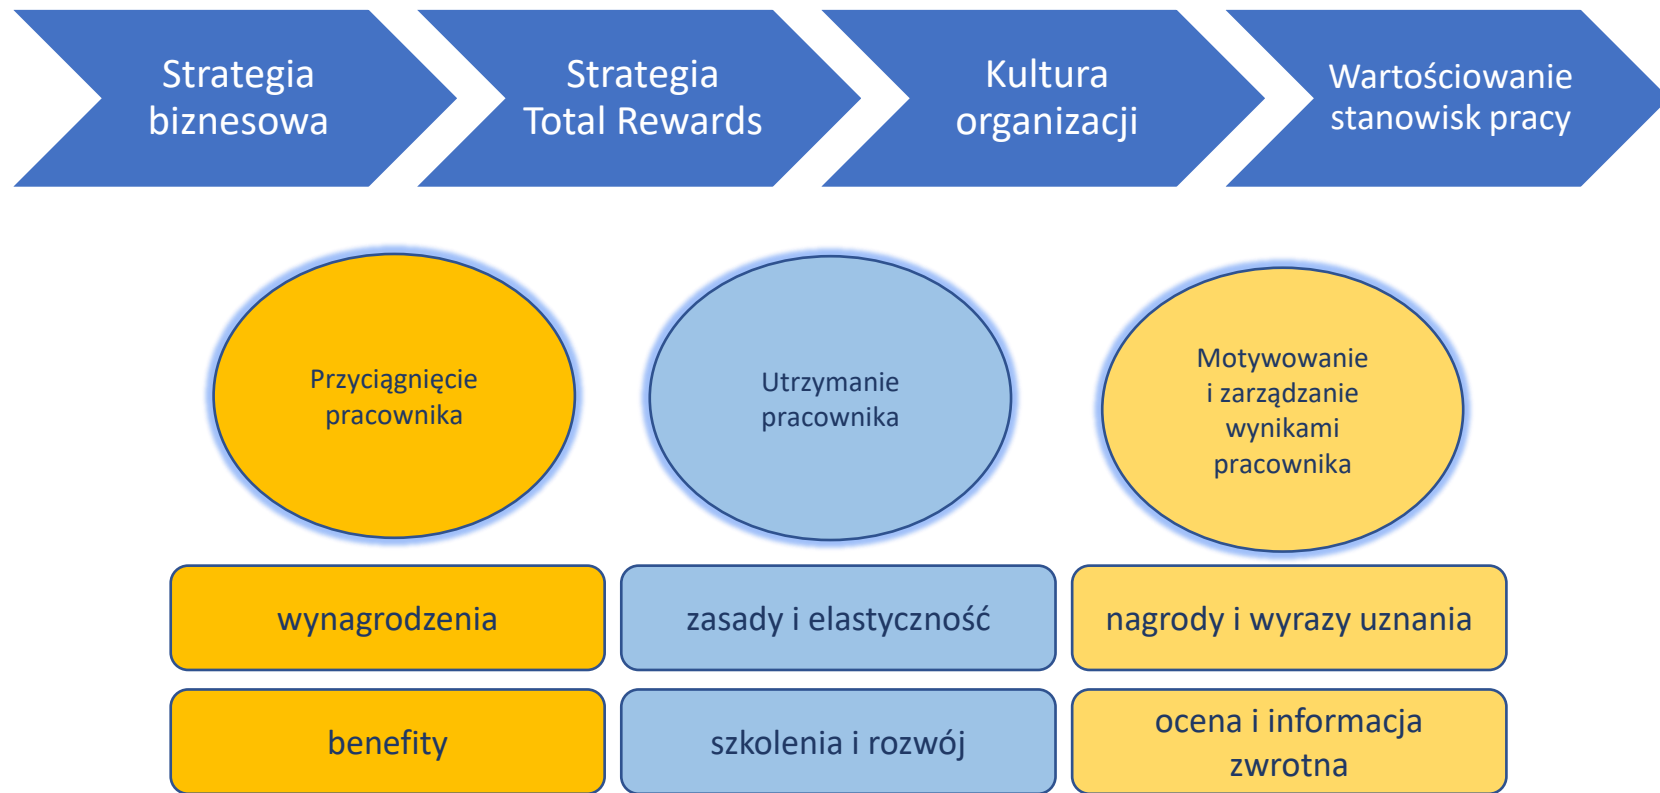 Strategia
biznesowa
Strategia
Total Rewards
Kultura
organizacji
Wartościowanie
stanowisk pracy
Przyciągnięcie
pracownika
Utrzymanie
pracownika
Motywowanie
i zarządzanie
wynikami
pracownika
wynagrodzenia
zasady i elastyczność
nagrody i wyrazy uznania
benefity
szkolenia i rozwój
ocena i informacja
zwrotna